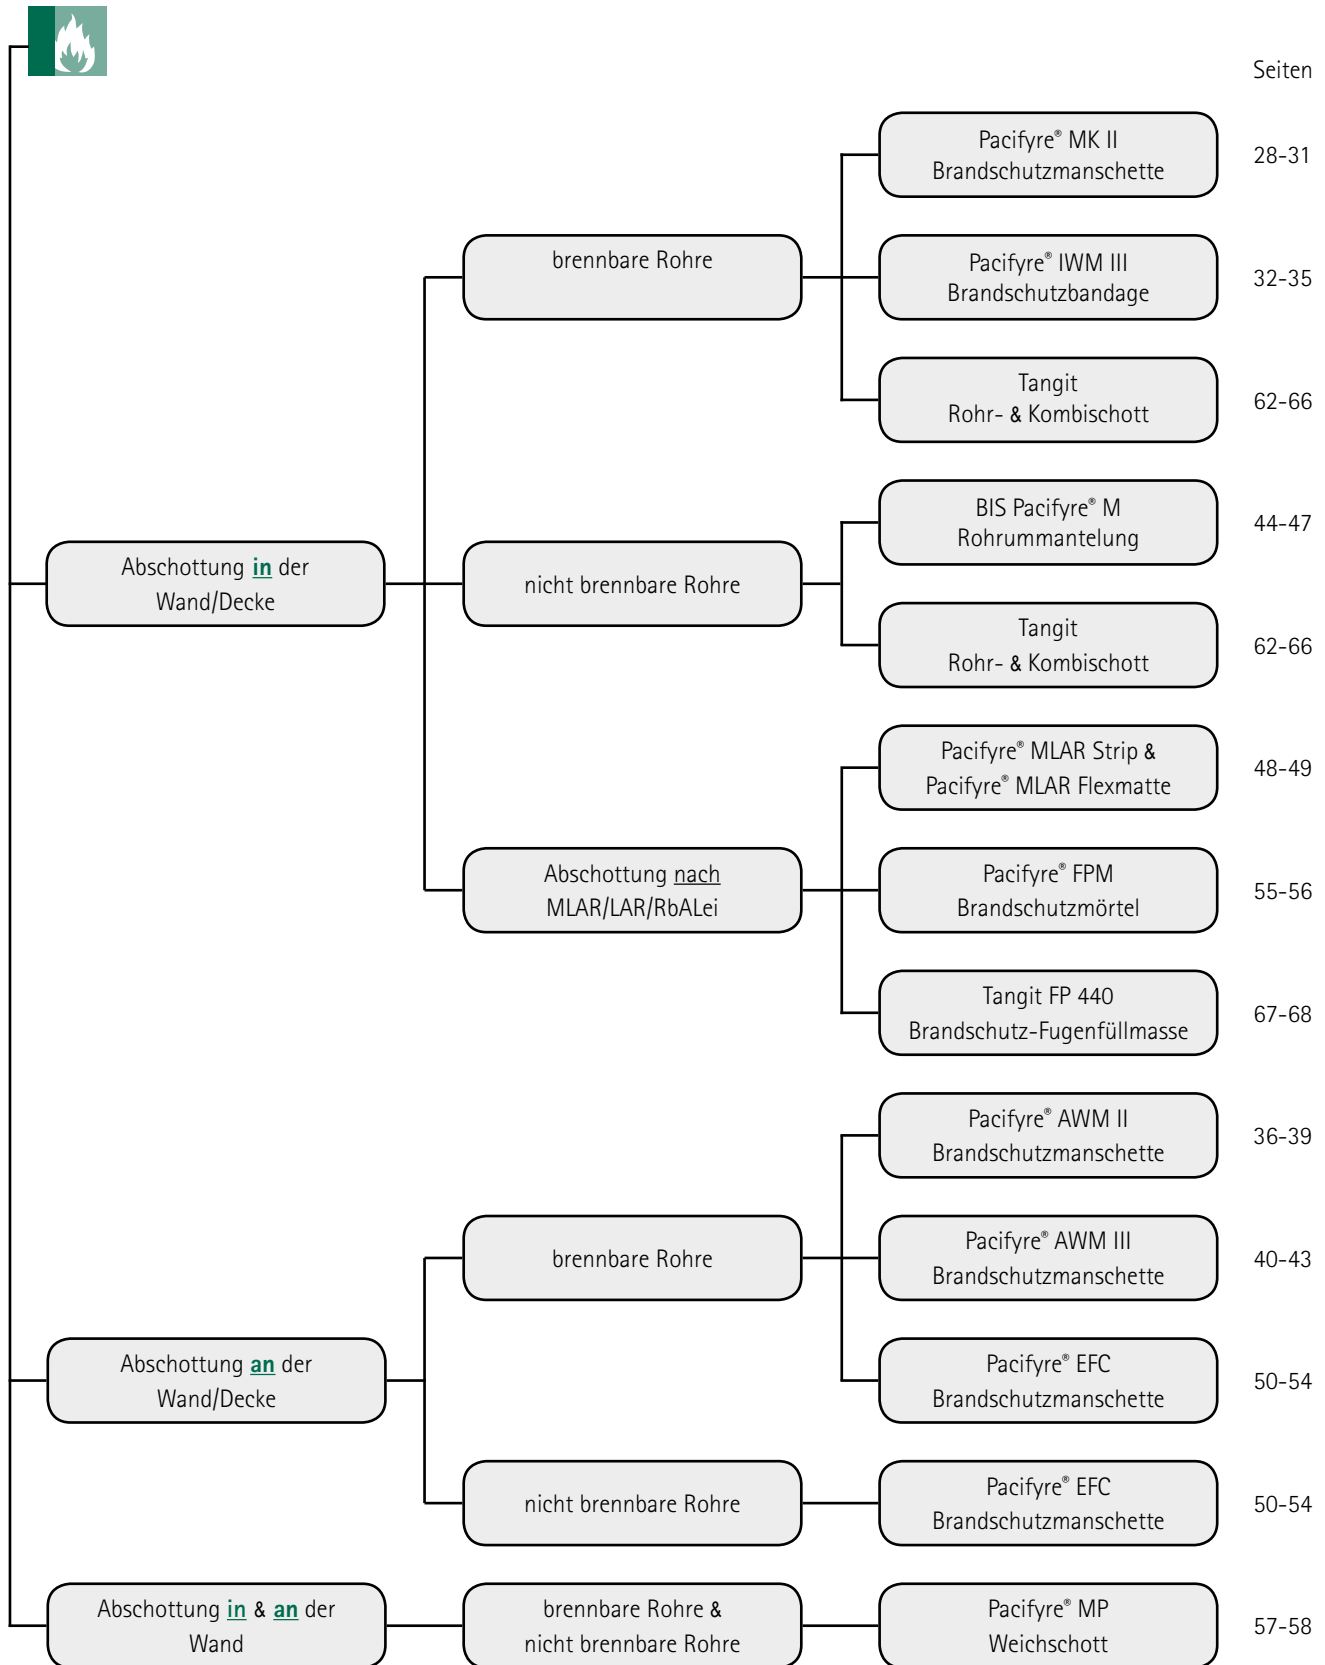 Seiten
Pacifyre® MK II
Brandschutzmanschette
28-31
brennbare Rohre
Pacifyre® IWM III
Brandschutzbandage
32-35
Tangit
Rohr- & Kombischott
62-66
BIS Pacifyre® M
Rohrummantelung
44-47
Abschottung in der
Wand/Decke
nicht brennbare Rohre
Tangit
Rohr- & Kombischott
62-66
Pacifyre® MLAR Strip &
Pacifyre® MLAR Flexmatte
48-49
Abschottung nach
MLAR/LAR/RbALei
Pacifyre® FPM
Brandschutzmörtel
55-56
Tangit FP 440
Brandschutz-Fugenfüllmasse
67-68
Pacifyre® AWM II
Brandschutzmanschette
36-39
brennbare Rohre
Pacifyre® AWM III
Brandschutzmanschette
40-43
Abschottung an der
Wand/Decke
Pacifyre® EFC
Brandschutzmanschette
50-54
nicht brennbare Rohre
Pacifyre® EFC
Brandschutzmanschette
50-54
Abschottung in & an der
Wand
brennbare Rohre &
nicht brennbare Rohre
Pacifyre® MP
Weichschott
57-58